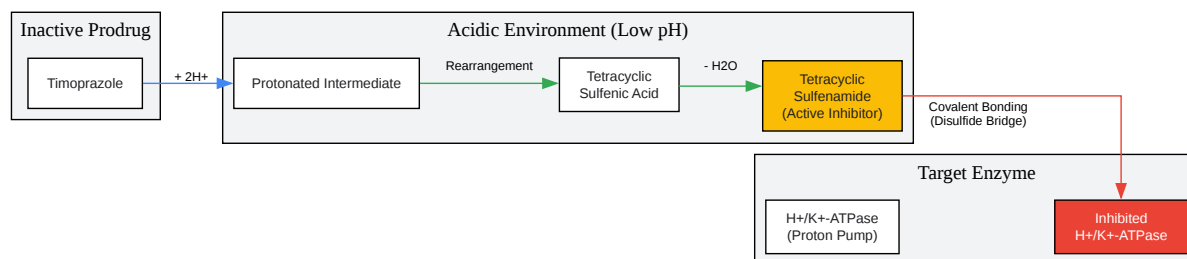 Inactive Prodrug
Timoprazole
+ 2H+
Acidic Environment (Low pH)
Protonated Intermediate
Rearrangement
Tetracyclic
Sulfenic Acid
- H2O
Tetracyclic
Sulfenamide
(Active Inhibitor)
Covalent Bonding
(Disulfide Bridge)
Target Enzyme
H+/K+-ATPase
(Proton Pump)
Inhibited
H+/K+-ATPase